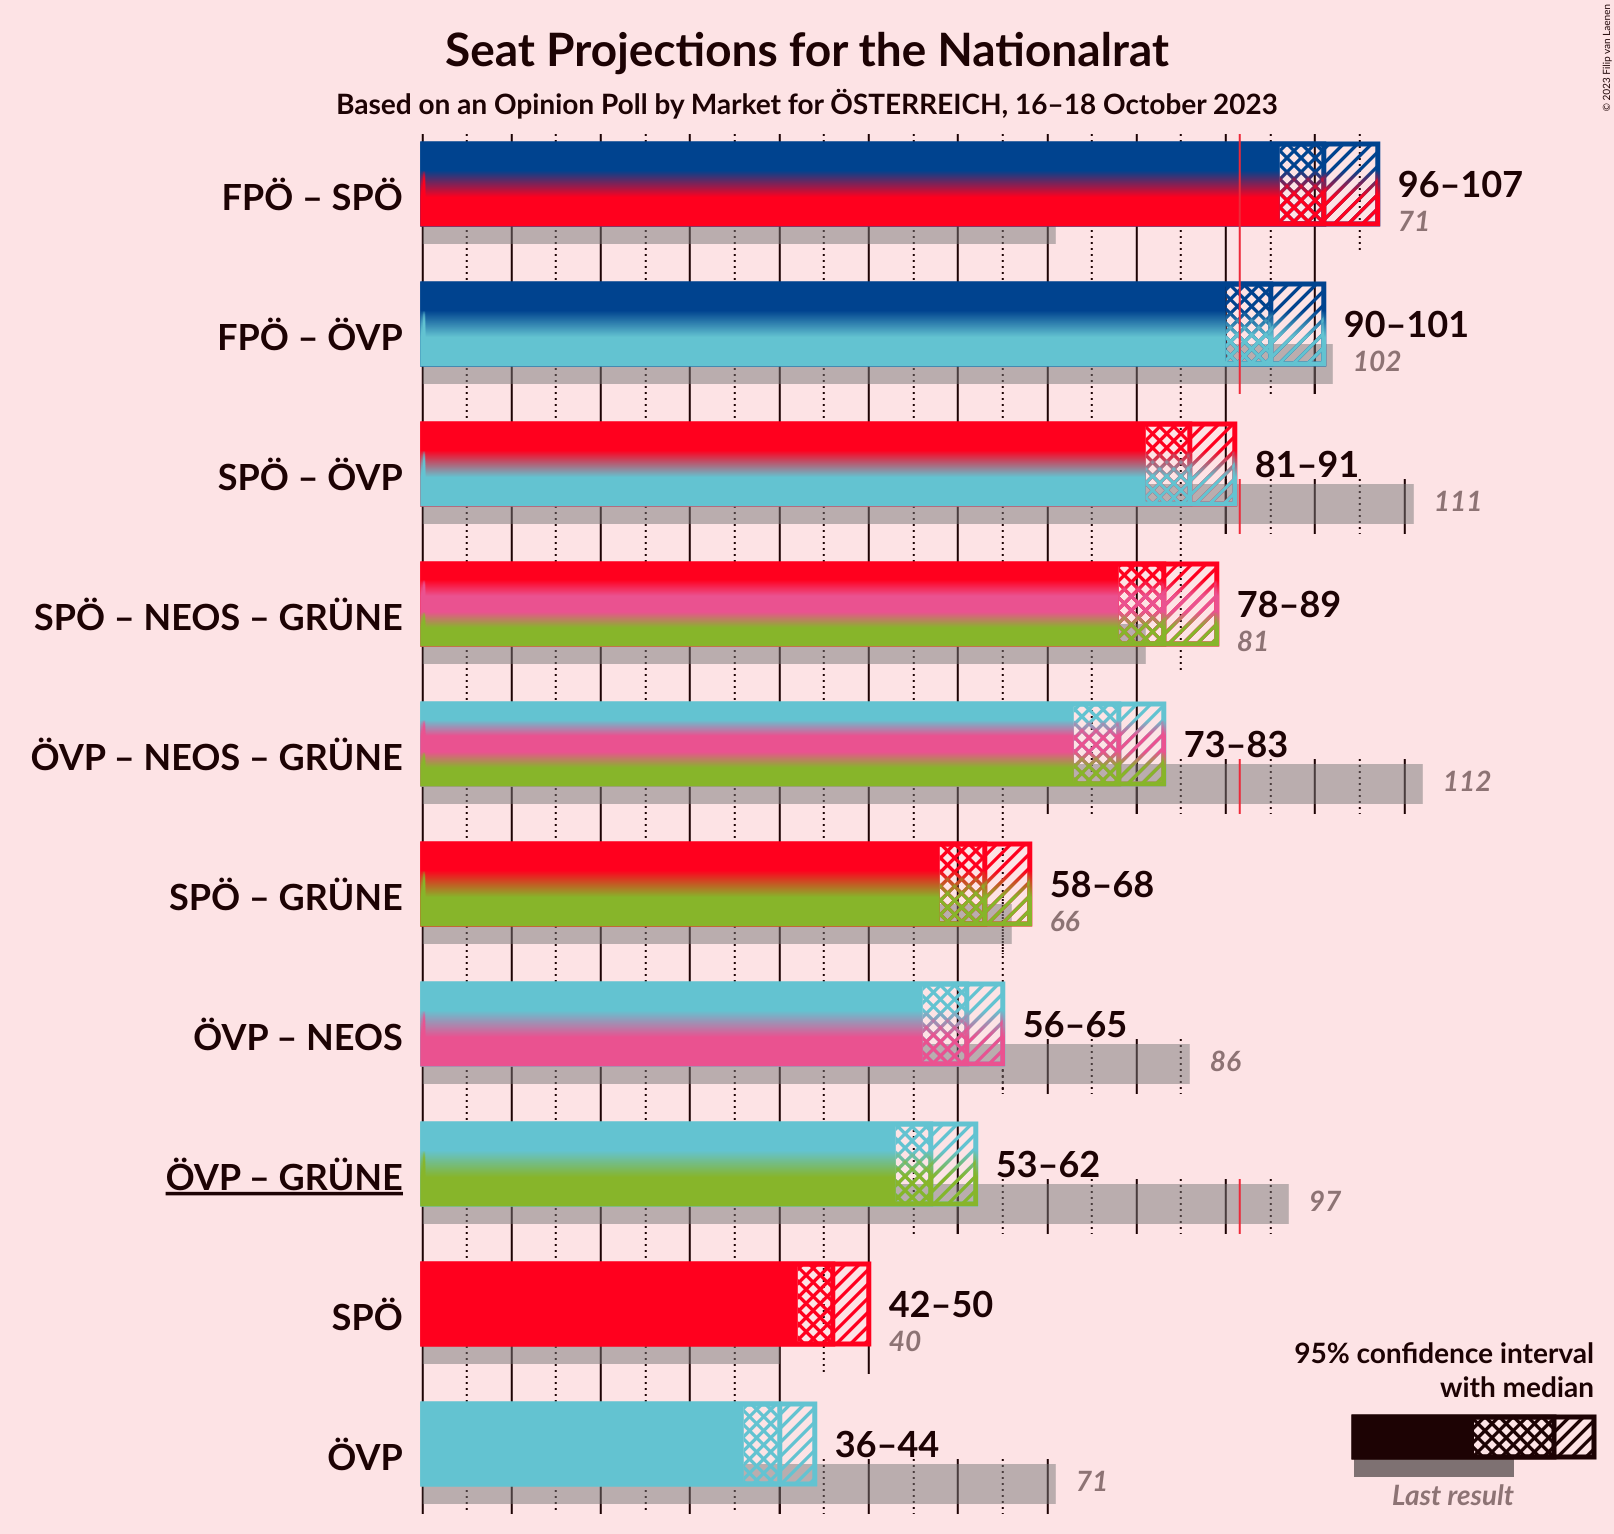 Seat Projections for the Nationalrat
Based on an Opinion Poll by Market for ÖSTERREICH, 16–18 October 2023
© 2023 Filip van Laenen
FPÖ – SPÖ
96–107
71
FPÖ – ÖVP
90–101
102
SPÖ – ÖVP
81–91
111
SPÖ – NEOS – GRÜNE
78–89
81
ÖVP – NEOS – GRÜNE
73–83
112
SPÖ – GRÜNE
58–68
66
ÖVP – NEOS
56–65
86
ÖVP – GRÜNE
53–62
97
SPÖ
42–50
40
ÖVP
36–44
71
95% confidence interval
with median
Last result